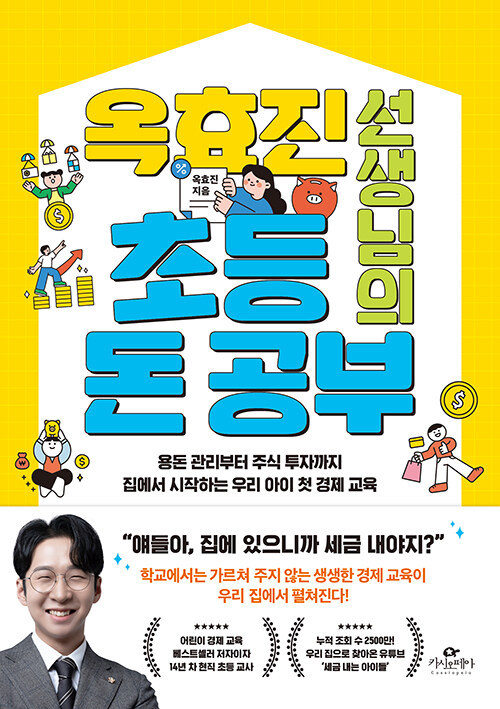 옥효진
선생님의
%
옥효진
지음
초등
돈 공부
용돈 관리부터 주식 투자까지
집에서 시작하는 우리 아이 첫 경제 교육
“얘들아, 집에 있으니까 세금 내야지?”
학교에서는 가르쳐 주지 않는 생생한 경제 교육이
우리 집에서 펼쳐진다!
★★★★★
어린이 경제 교육
베스트셀러 저자이자
14년 차 현직 초등 교사
★★★★★
누적 조회 수 2500만!
우리 집으로 찾아온 유튜브
‘세금 내는 아이들’
카시오페아
Cassiopeia